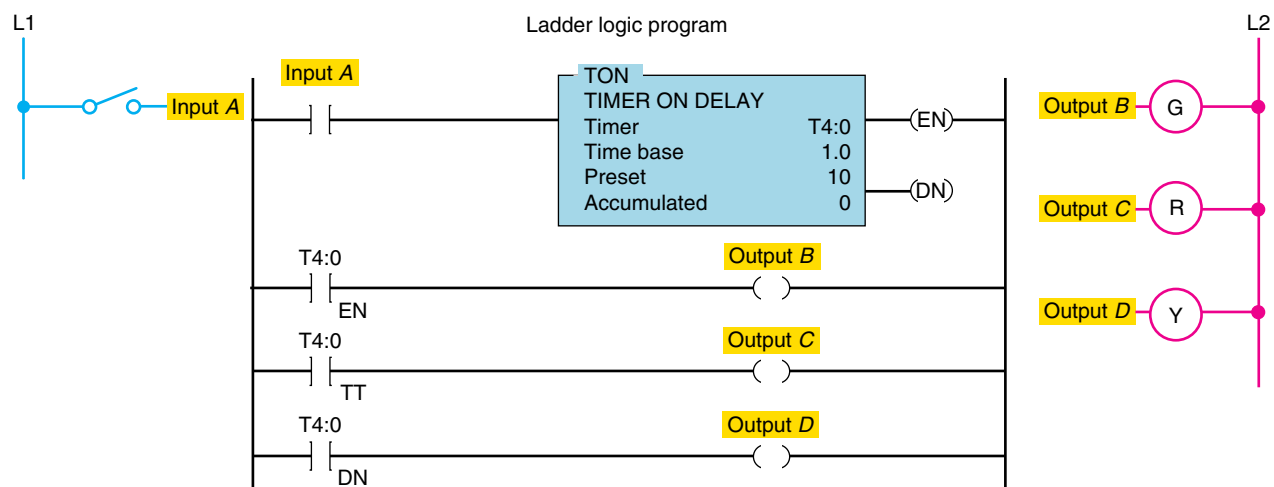 L1
Ladder logic program
L2
Input A
Input A
TON
TIMER ON DELAY
Timer T4:0
Time base 1.0
Preset 10
Accumulated 0
(EN)
(DN)
Output B
G
Output C
R
Output D
Y
T4:0
EN
Output B
T4:0
TT
Output C
T4:0
DN
Output D